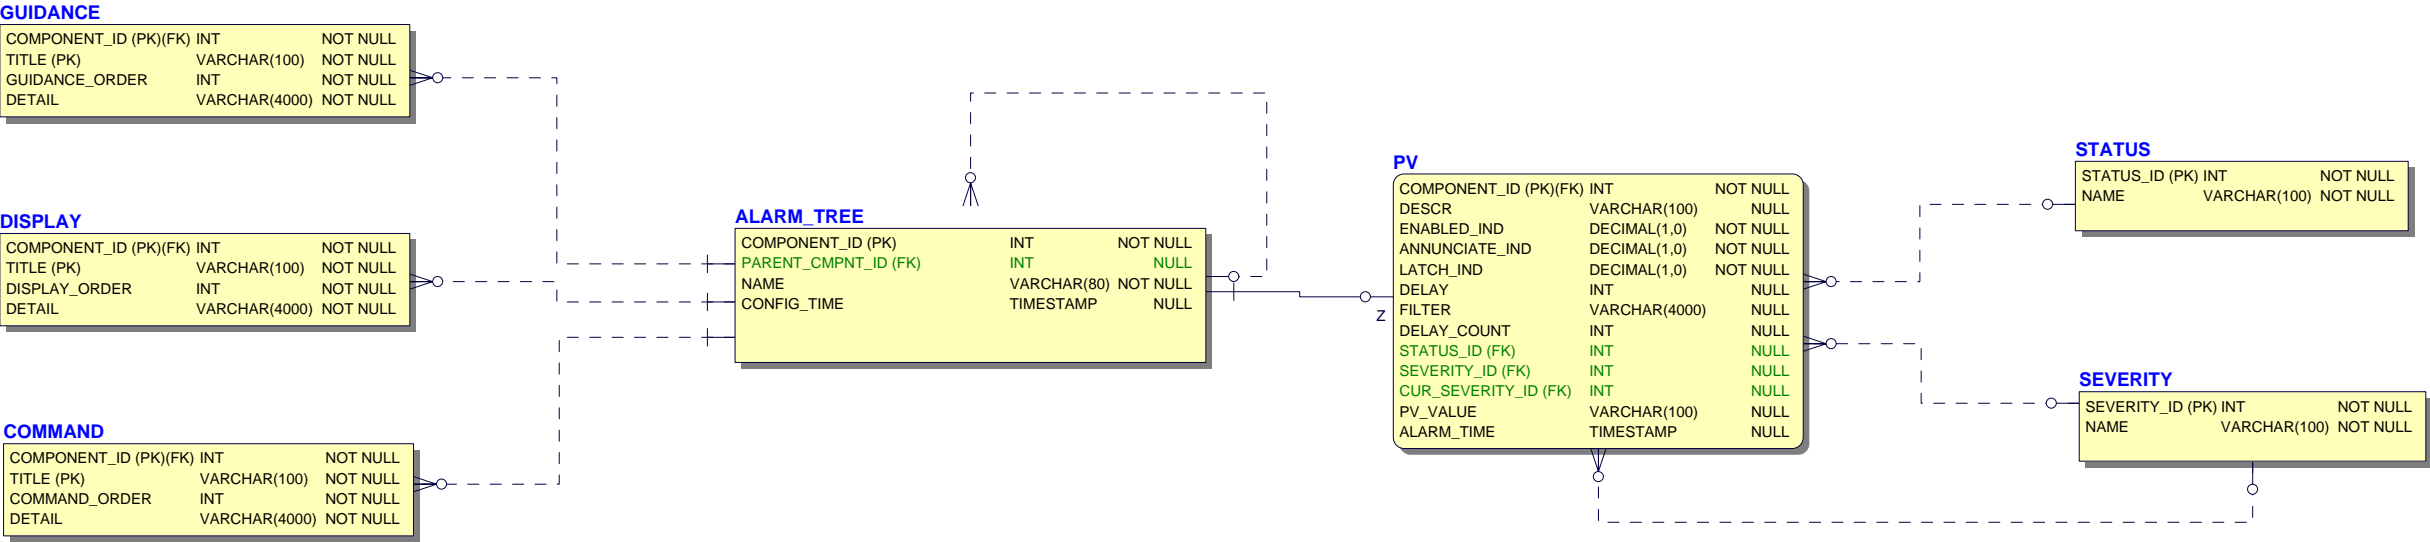 GUIDANCE
COMPONENT_ID (PK)(FK) INT NOT NULL
TITLE (PK) VARCHAR(100) NOT NULL
GUIDANCE_ORDER INT NOT NULL
DETAIL VARCHAR(4000) NOT NULL
DISPLAY
COMPONENT_ID (PK)(FK) INT NOT NULL
TITLE (PK) VARCHAR(100) NOT NULL
DISPLAY_ORDER INT NOT NULL
DETAIL VARCHAR(4000) NOT NULL
COMMAND
COMPONENT_ID (PK)(FK) INT NOT NULL
TITLE (PK) VARCHAR(100) NOT NULL
COMMAND_ORDER INT NOT NULL
DETAIL VARCHAR(4000) NOT NULL
ALARM_TREE
COMPONENT_ID (PK) INT NOT NULL
PARENT_CMPNT_ID (FK) INT NULL
NAME VARCHAR(80) NOT NULL
CONFIG_TIME TIMESTAMP NULL
Z
PV
COMPONENT_ID (PK)(FK) INT NOT NULL
DESCR VARCHAR(100) NULL
ENABLED_IND DECIMAL(1,0) NOT NULL
ANNUNCIATE_IND DECIMAL(1,0) NOT NULL
LATCH_IND DECIMAL(1,0) NOT NULL
DELAY INT NULL
FILTER VARCHAR(4000) NULL
DELAY_COUNT INT NULL
STATUS_ID (FK) INT NULL
SEVERITY_ID (FK) INT NULL
CUR_SEVERITY_ID (FK) INT NULL
PV_VALUE VARCHAR(100) NULL
ALARM_TIME TIMESTAMP NULL
STATUS
STATUS_ID (PK) INT NOT NULL
NAME VARCHAR(100) NOT NULL
SEVERITY
SEVERITY_ID (PK) INT NOT NULL
NAME VARCHAR(100) NOT NULL